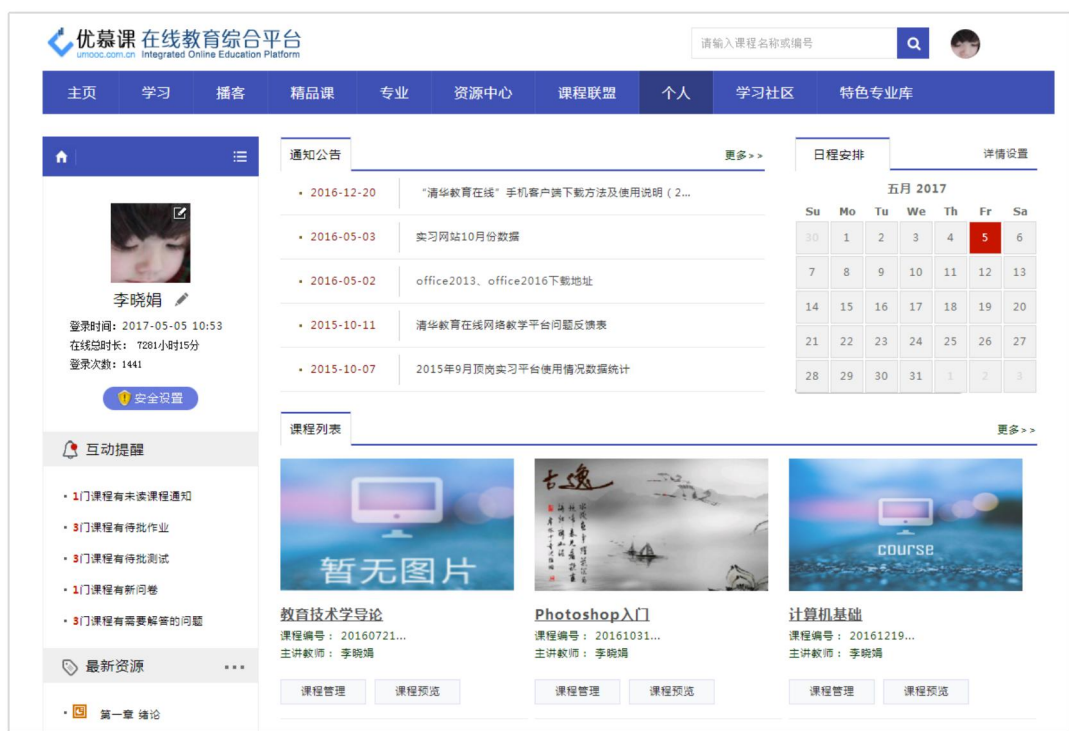 优慕课 在线教育综合平台
umooc.com.cn Integrated Online Education Platform
请输入课程名称或编号
主页 学习 播客 精品课 专业 资源中心 课程联盟 个人 学习社区 特色专业库
李晓娟
登录时间: 2017-05-05 10:53
在线总时长: 7281小时15分
登录次数: 1441
安全设置
互动提醒
1门课程有未读课程通知
3门课程有待批作业
3门课程有待批测试
1门课程有新问卷
3门课程有需要解答的问题
最新资源
第一章 绪论
通知公告 更多>>
2016-12-20 “清华教育在线”手机客户端下载方法及使用说明 ( 2...
2016-05-03 实习网站10月份数据
2016-05-02 office2013、office2016下载地址
2015-10-11 清华教育在线网络教学平台问题反馈表
2015-10-07 2015年9月顶岗实习平台使用情况数据统计
日程安排 详情设置
五月 2017
Su Mo Tu We Th Fr Sa
30 1 2 3 4 5 6
7 8 9 10 11 12 13
14 15 16 17 18 19 20
21 22 23 24 25 26 27
28 29 30 31 1 2 3
课程列表 更多>>
暂无图片
教育技术学导论
课程编号： 20160721...
主讲教师： 李晓娟
课程管理 课程预览
古逸
Photoshop入门
课程编号： 20161031...
主讲教师： 李晓娟
课程管理 课程预览
course
计算机基础
课程编号： 20161219...
主讲教师： 李晓娟
课程管理 课程预览